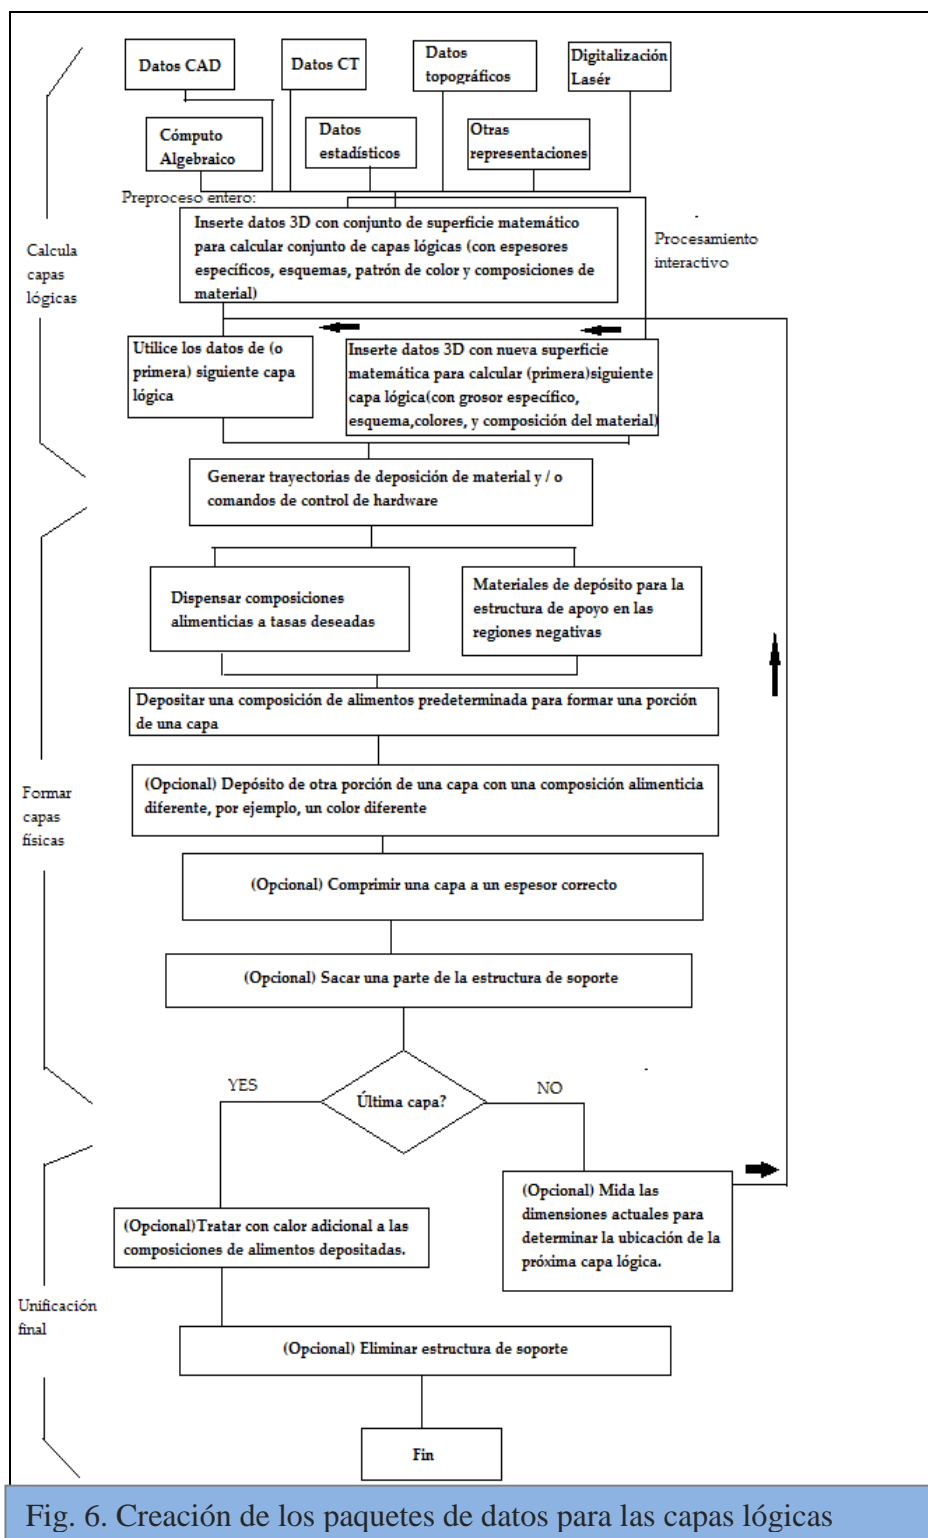 Datos CAD
Datos CT
Datos
topográficos
Digitalización
Lasér
Cómputo
Algebraico
Datos
estadísticos
Otras
representaciones
Preproceso entero:
Inserte datos 3D con conjunto de superficie matemático
para calcular conjunto de capas lógicas (con espesores
específicos, esquemas, patrón de color y composiciones de
material)
Procesamiento
interactivo
Calcula
capas
lógicas
Utilice los datos de (o
primera) siguiente capa
lógica
Inserte datos 3D con nueva superficie
matemática para calcular (primera)siguiente
capa lógica(con grosor específico,
esquema,colores, y composición del material)
Generar trayectorias de deposición de material y / o
comandos de control de hardware
Dispensar composiciones
alimenticias a tasas deseadas
Materiales de depósito para la
estructura de apoyo en las
regiones negativas
Depositar una composición de alimentos predeterminada para formar una porción
de una capa
Formar
capas
físicas
(Opcional) Depósito de otra porción de una capa con una composición alimenticia
diferente, por ejemplo, un color diferente
(Opcional) Comprimir una capa a un espesor correcto
(Opcional) Sacar una parte de la estructura de soporte
YES
Última capa?
NO
(Opcional)Tratar con calor adicional a las
composiciones de alimentos depositadas.
(Opcional) Mida las
dimensiones actuales para
determinar la ubicación de la
próxima capa lógica.
Unificación
final
(Opcional) Eliminar estructura de soporte
Fin
Fig. 6. Creación de los paquetes de datos para las capas lógicas